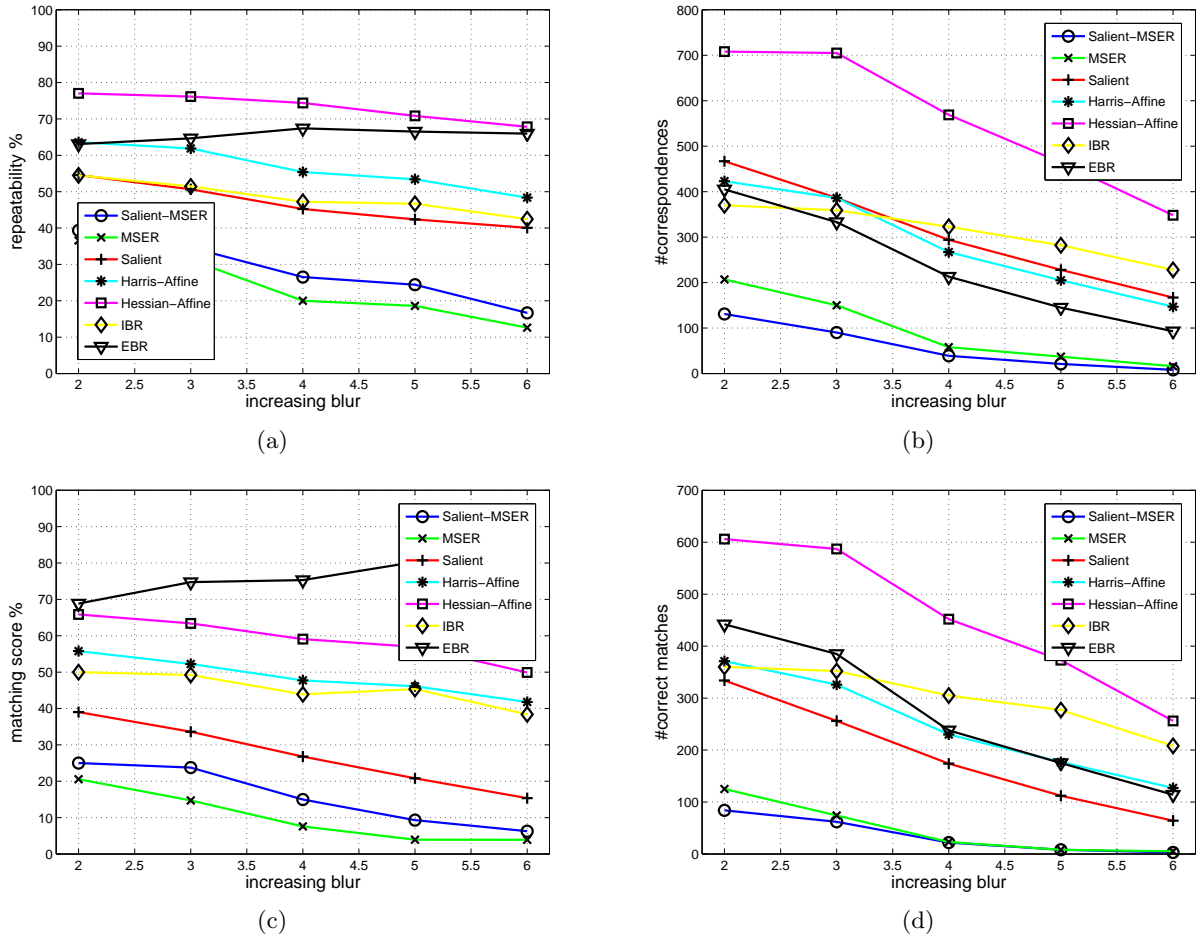 100
90
80
70
60
50
40
30
20
10
0
repeatability %
2 2.5 3 3.5 4 4.5 5 5.5 6
increasing blur
Salient−MSER
MSER
Salient
Harris−Affine
Hessian−Affine
IBR
EBR
(a)
800
700
600
500
400
300
200
100
0
#correspondences
2 2.5 3 3.5 4 4.5 5 5.5 6
increasing blur
Salient−MSER
MSER
Salient
Harris−Affine
Hessian−Affine
IBR
EBR
(b)
100
90
80
70
60
50
40
30
20
10
0
matching score %
2 2.5 3 3.5 4 4.5 5 5.5 6
increasing blur
Salient−MSER
MSER
Salient
Harris−Affine
Hessian−Affine
IBR
EBR
(c)
700
600
500
400
300
200
100
0
#correct matches
2 2.5 3 3.5 4 4.5 5 5.5 6
increasing blur
Salient−MSER
MSER
Salient
Harris−Affine
Hessian−Affine
IBR
EBR
(d)